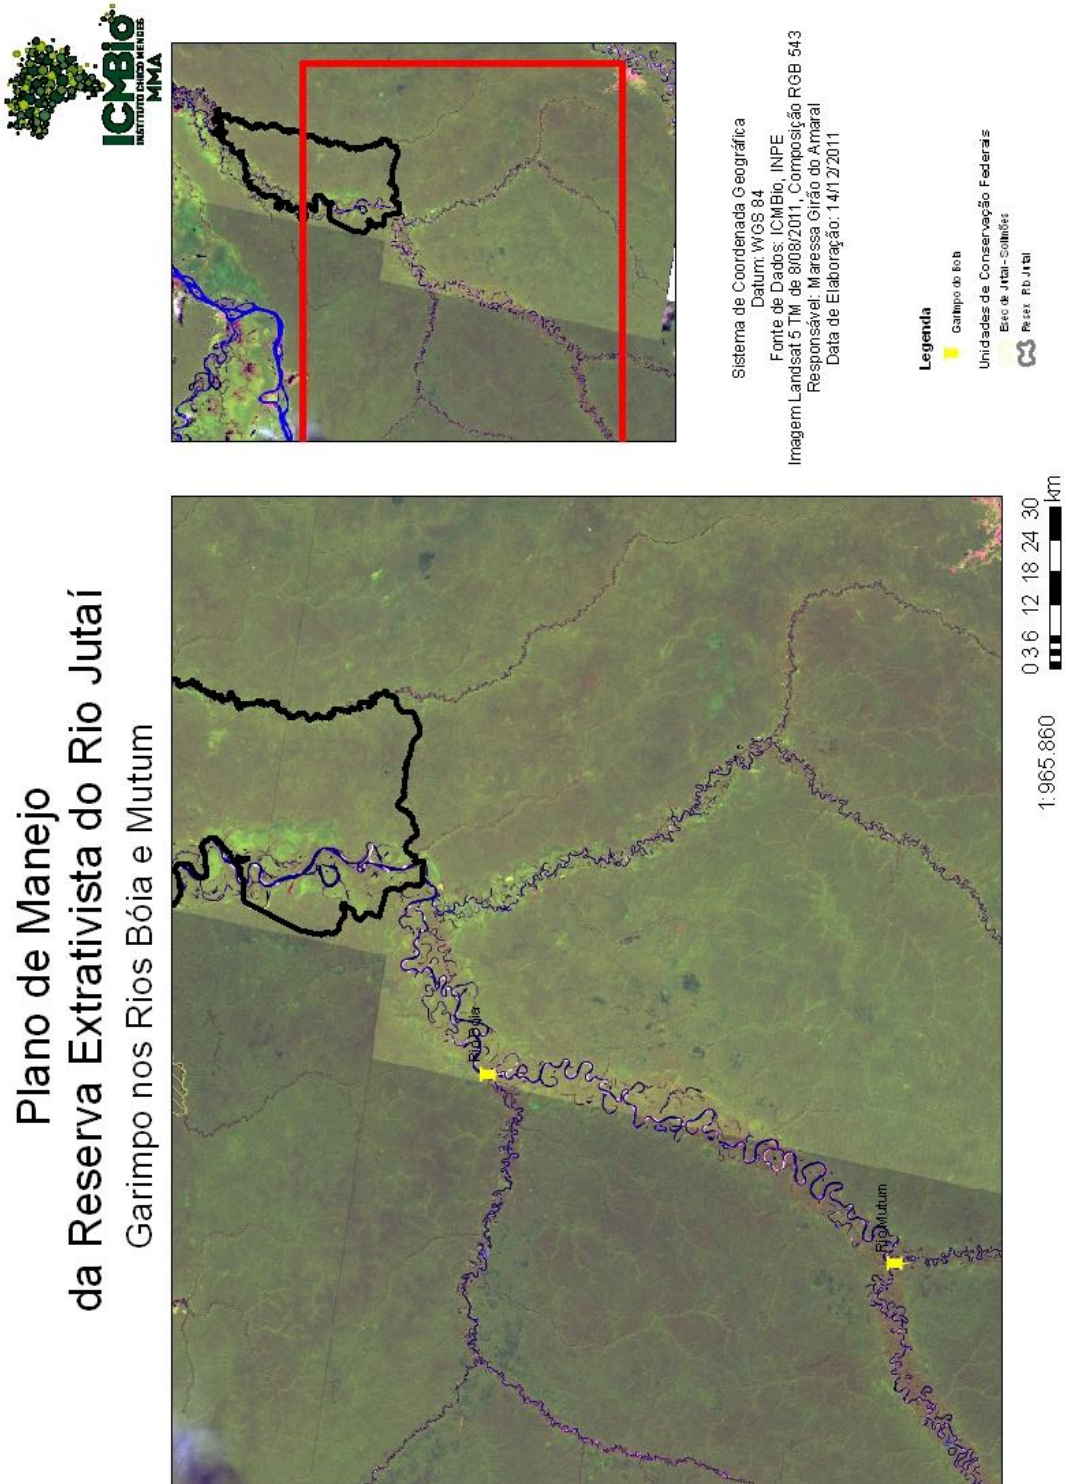 Plano de Manejo
da Reserva Extrativista do Rio Jutaí
Garimpo nos Rios Bóia e Mutum
ICMBio
INSTITUTO CHICO MENDES
MMA
Rio Mutum
Sistema de Coordenada Geográfica
Datum: WGS 84
Fonte de Dados: ICMBio, INPE
Imagem Landsat 5 TM de 8/08/2011, Composição RGB 543
Responsável: Maressa Girão do Amaral
Data de Elaboração: 14/12/2011
Legenda
Garimpo do Boia
Unidades de Conservação Federais
Esec de Jutaí-Solimões
Resex Rio Jutaí
1:965.860
0 3 6 12 18 24 30
km